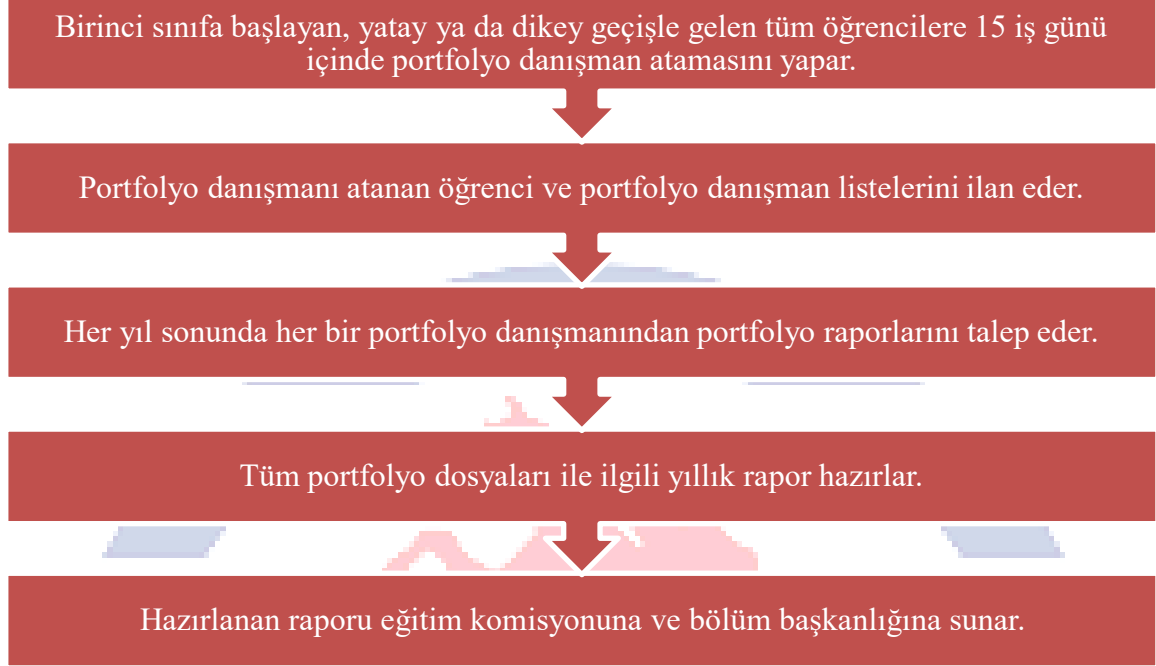 Birinci sınıfa başlayan, yatay ya da dikey geçişle gelen tüm öğrencilere 15 iş günü
içinde portfolyo danışman atamasını yapar.
Portfolyo danışmanı atanan öğrenci ve portfolyo danışman listelerini ilan eder.
Her yıl sonunda her bir portfolyo danışmanından portfolyo raporlarını talep eder.
Tüm portfolyo dosyaları ile ilgili yıllık rapor hazırlar.
Hazırlanan raporu eğitim komisyonuna ve bölüm başkanlığına sunar.